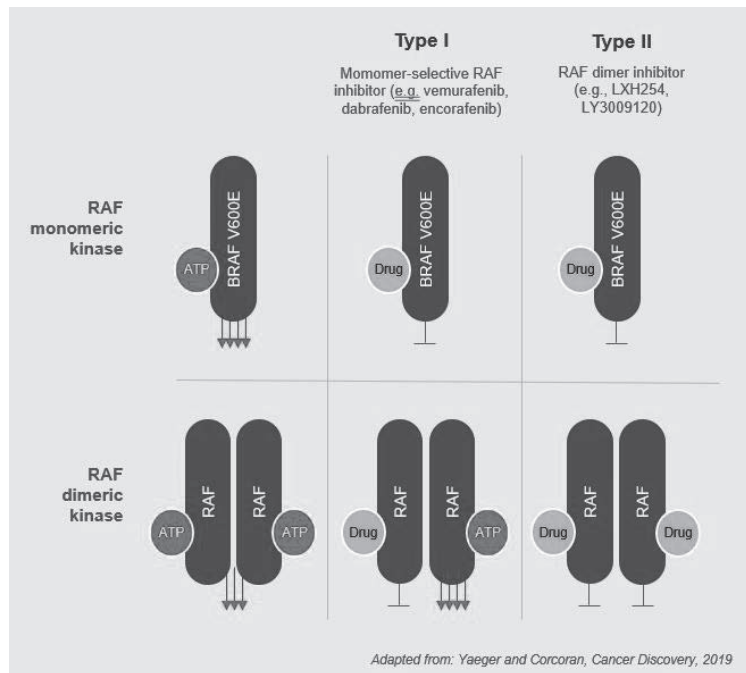 Type I
Type II
Momomer-selective RAF
inhibitor (e.g. vemurafenib,
dabrafenib, encorafenib)
RAF dimer inhibitor
(e.g., LXH254,
LY3009120)
RAF
monomeric
kinase
ATP
BRAF V600E
Drug
BRAF V600E
Drug
BRAF V600E
RAF
dimeric
kinase
ATP
RAF
RAF
ATP
Drug
RAF
RAF
ATP
Drug
RAF
RAF
Drug
Adapted from: Yaeger and Corcoran, Cancer Discovery, 2019